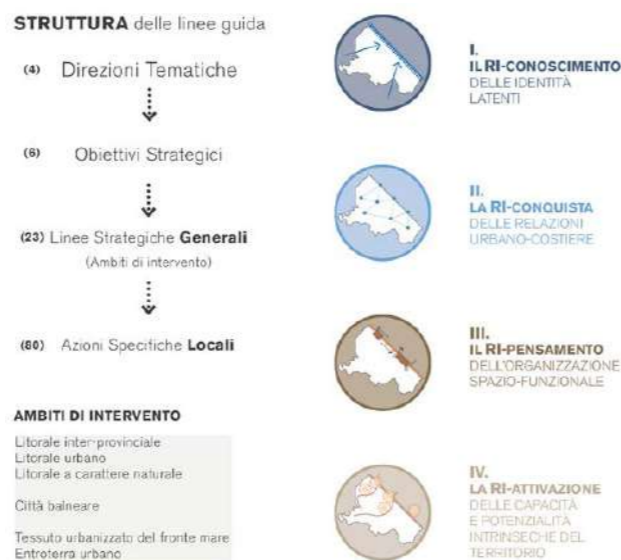 STRUTTURA delle linee guida
(4) Direzioni Tematiche
(6) Obiettivi Strategici
(23) Linee Strategiche Generali
(Ambiti di intervento)
(80) Azioni Specifiche Locali
AMBITI DI INTERVENTO
Litorale inter-provinciale
Litorale urbano
Litorale a carattere naturale
Città balneare
Tessuto urbanizzato del fronte mare
Entroterra urbano
I.
IL RI-CONOSCIMENTO
DELLE IDENTITÀ
LATENTI
II.
LA RI-CONQUISTA
DELLE RELAZIONI
URBANO-COSTIERE
III.
IL RI-PENSAMENTO
DELL'ORGANIZZAZIONE
SPAZIO-FUNZIONALE
IV.
LA RI-ATTIVAZIONE
DELLE CAPACITÀ
E POTENZIALITÀ
INTRINSECHE DEL
TERRITORIO